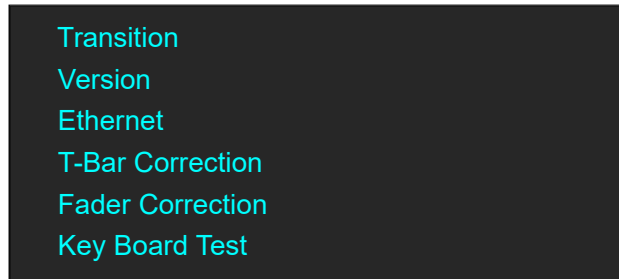 Transition
Version
Ethernet
T-Bar Correction
Fader Correction
Key Board Test